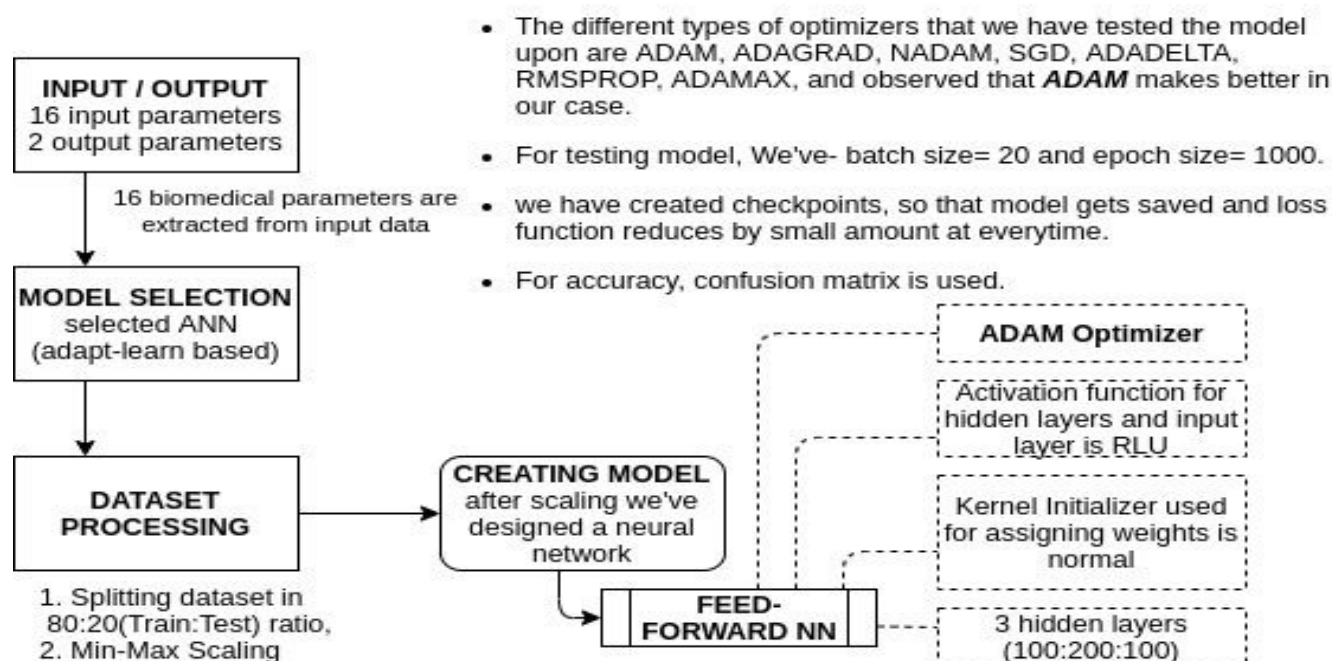 • The different types of optimizers that we have tested the model
upon are ADAM, ADAGRAD, NADAM, SGD, ADADELTA,
RMSPROP, ADAMAX, and observed that ADAM makes better in
our case.
• For testing model, We've- batch size= 20 and epoch size= 1000.
• we have created checkpoints, so that model gets saved and loss
function reduces by small amount at everytime.
• For accuracy, confusion matrix is used.
INPUT / OUTPUT
16 input parameters
2 output parameters
16 biomedical parameters are
extracted from input data
MODEL SELECTION
selected ANN
(adapt-learn based)
DATASET
PROCESSING
1. Splitting dataset in
80:20(Train:Test) ratio,
2. Min-Max Scaling
CREATING MODEL
after scaling we've
designed a neural
network
FEED-
FORWARD NN
ADAM Optimizer
Activation function for
hidden layers and input
layer is RLU
Kernel Initializer used
for assigning weights is
normal
3 hidden layers
(100:200:100)